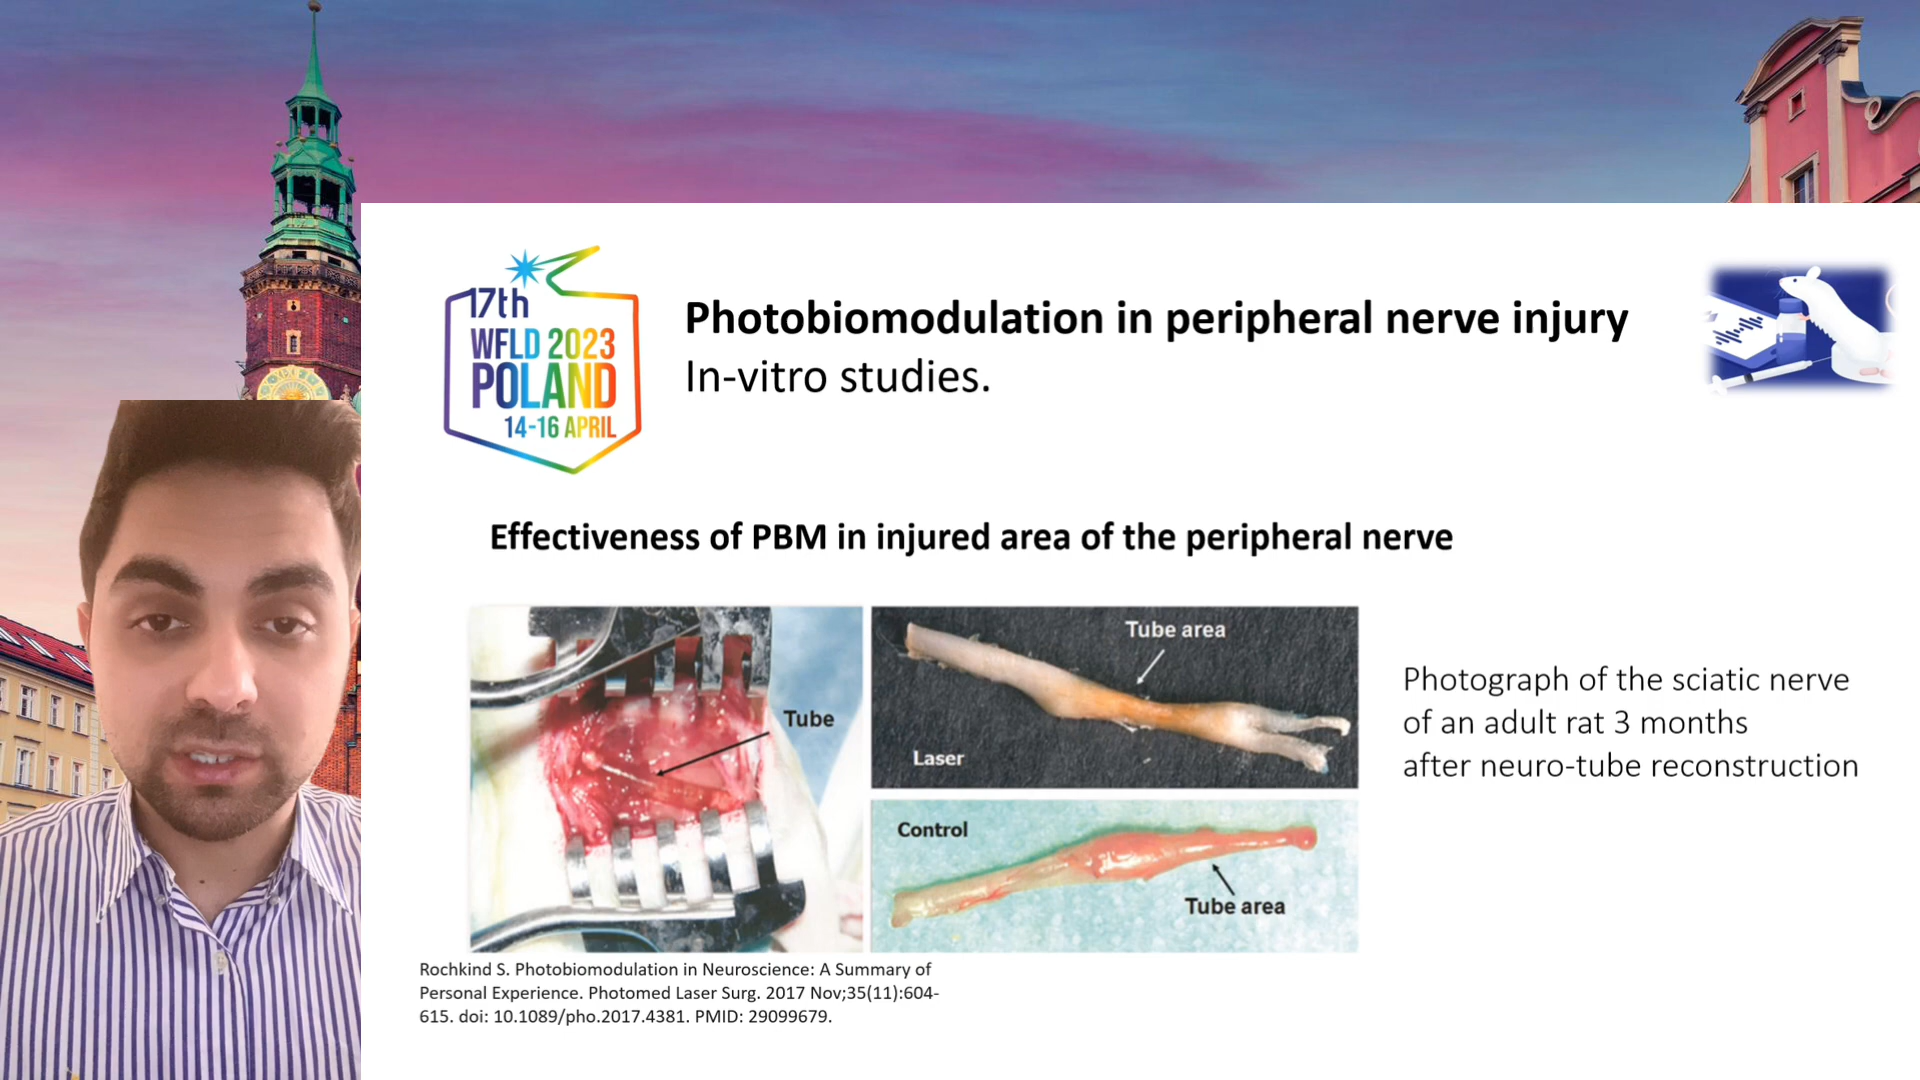 17th
WFLD 2023
POLAND
14-16 APRIL
Photobiomodulation in peripheral nerve injury
In-vitro studies.
Effectiveness of PBM in injured area of the peripheral nerve
Tube
Tube area
Laser
Control
Tube area
Photograph of the sciatic nerve
of an adult rat 3 months
after neuro-tube reconstruction
Rochkind S. Photobiomodulation in Neuroscience: A Summary of
Personal Experience. Photomed Laser Surg. 2017 Nov;35(11):604-
615. doi: 10.1089/pho.2017.4381. PMID: 29099679.